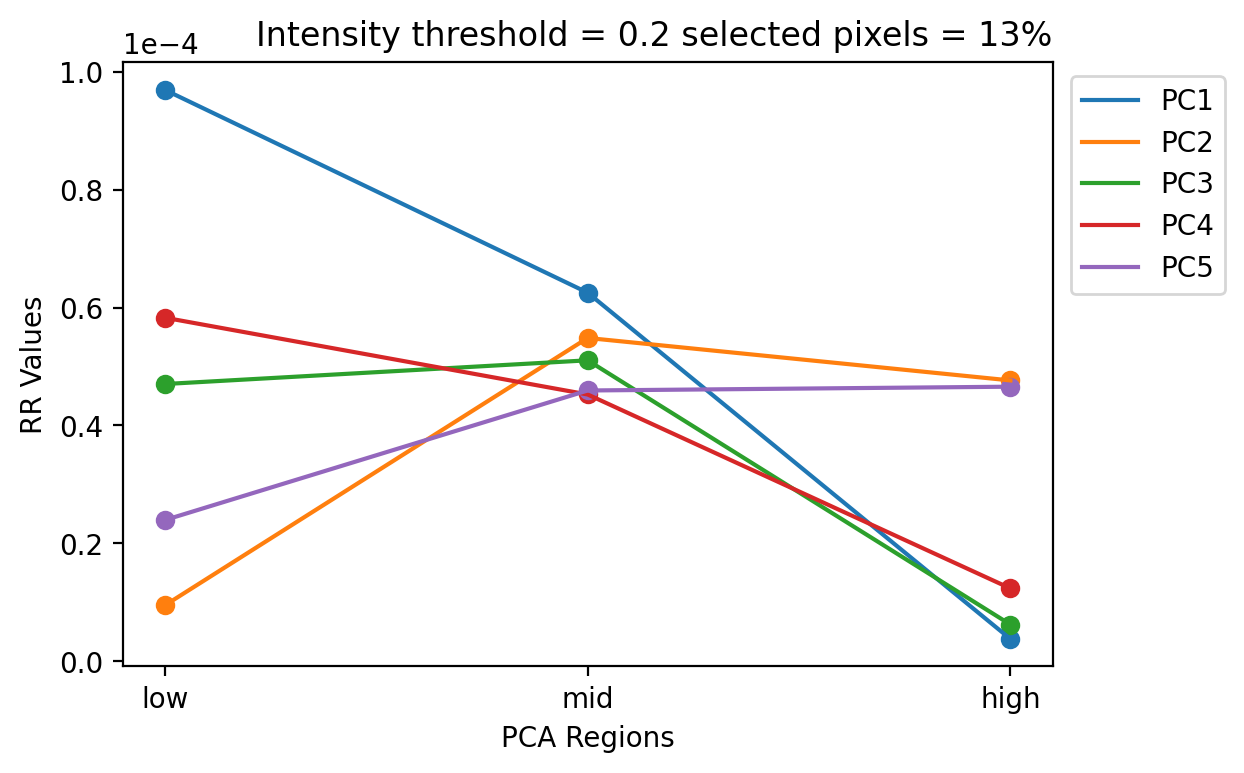 Intensity threshold = 0.2 selected pixels = 13%
1e−4
1.0
0.8
0.6
0.4
0.2
0.0
RR Values
low mid high
PCA Regions
PC1
PC2
PC3
PC4
PC5